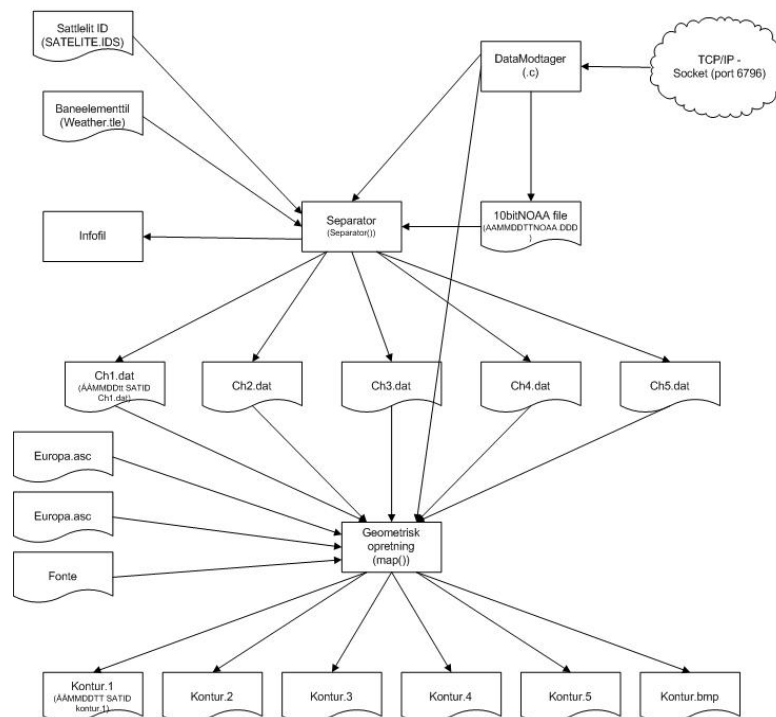 Sattlelit ID
(SATELITE.IDS)
DataModtager
(.c)
TCP/IP -
Socket (port 6796)
Baneelementtil
(Weather.tle)
Infofil
Separator
(Separator())
10bitNOAA file
(AAMMDDTTNOAA.DDD
)
Ch1.dat
(ÅÅMMDDtt SATID
Ch1.dat)
Ch2.dat
Ch3.dat
Ch4.dat
Ch5.dat
Europa.asc
Europa.asc
Fonte
Geometrisk
opretning
(map())
Kontur.1
(ÅÅMMDDTT SATID
kontur.1)
Kontur.2
Kontur.3
Kontur.4
Kontur.5
Kontur.bmp